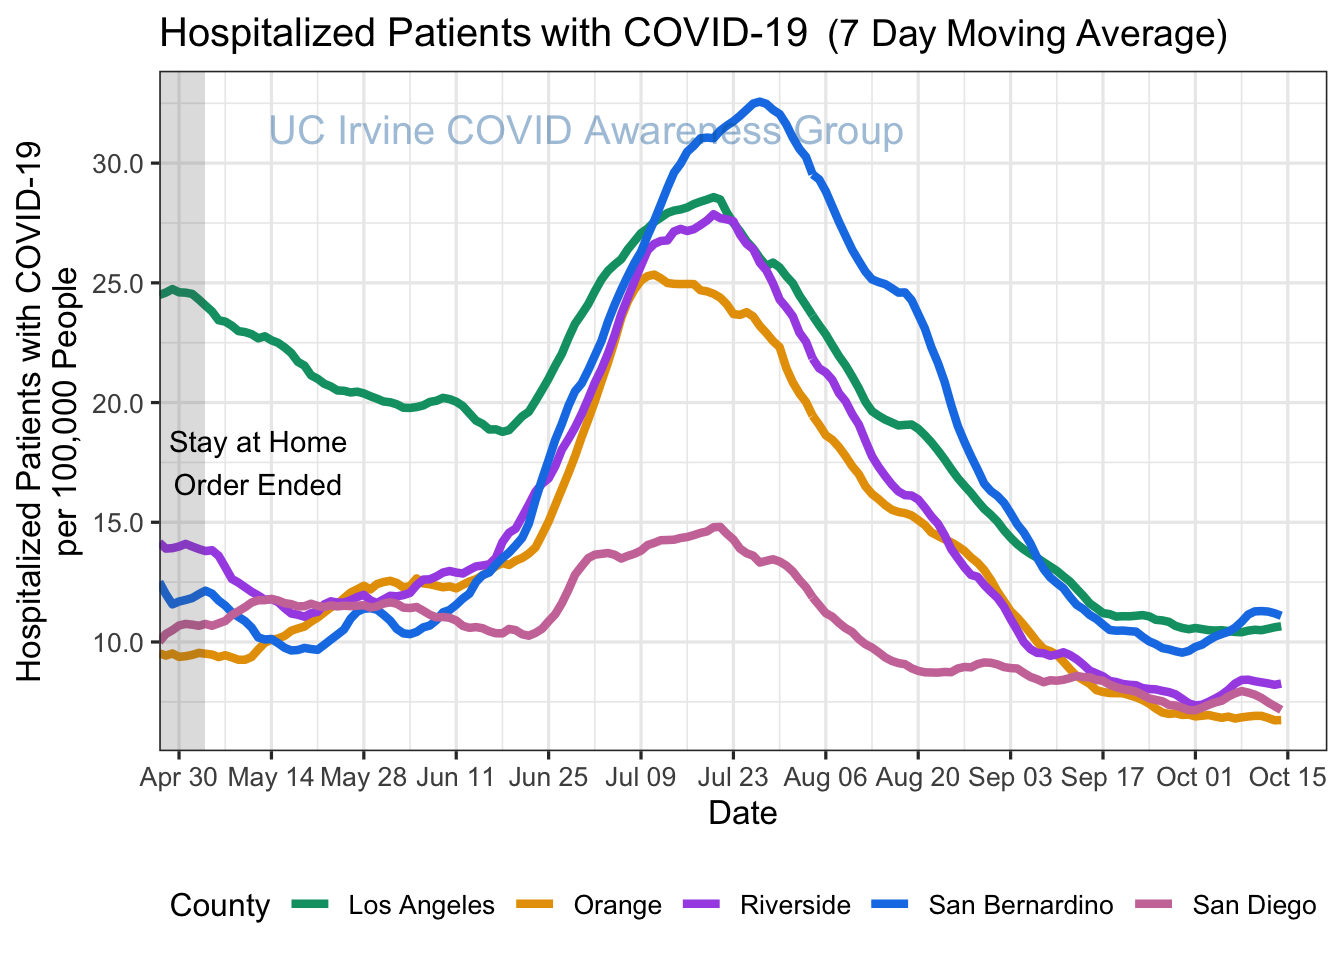 Hospitalized Patients with COVID-19 (7 Day Moving Average)
UC Irvine COVID Awareness Group
Hospitalized Patients with COVID-19
per 100,000 People
30.0
25.0
20.0
15.0
10.0
Stay at Home
Order Ended
Apr 30 May 14 May 28 Jun 11 Jun 25 Jul 09 Jul 23 Aug 06 Aug 20 Sep 03 Sep 17 Oct 01 Oct 15
Date
County Los Angeles Orange Riverside San Bernardino San Diego